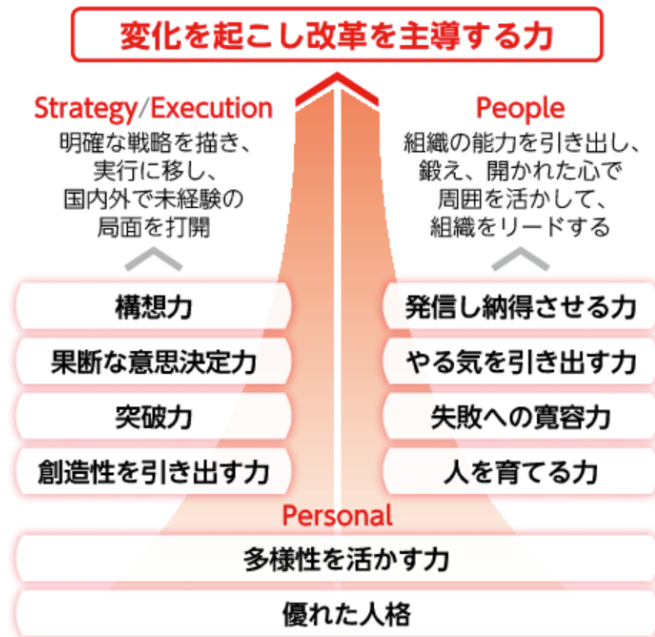 変化を起こし改革を主導する力
Strategy/Execution
明確な戦略を描き、
実行に移し、
国内外で未経験の
局面を打開
構想力
果断な意思決定力
突破力
創造性を引き出す力
People
組織の能力を引き出し、
鍛え、開かれた心で
周囲を活かして、
組織をリードする
発信し納得させる力
やる気を引き出す力
失敗への寛容力
人を育てる力
Personal
多様性を活かす力
優れた人格